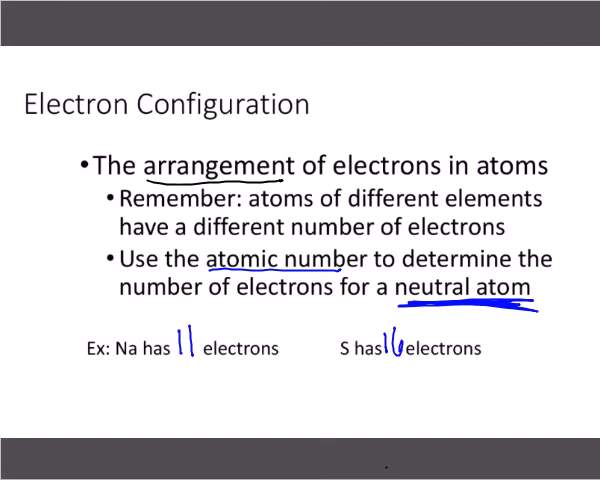 Electron Configuration
•The arrangement of electrons in atoms
•Remember: atoms of different elements
have a different number of electrons
•Use the atomic number to determine the
number of electrons for a neutral atom
Ex: Na has 11 electrons S has 16 electrons